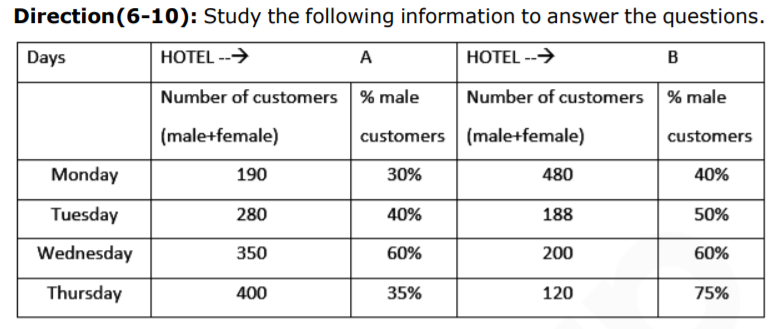 Direction(6-10): Study the following information to answer the questions.
Days HOTEL --→ A HOTEL --→ B
Number of customers % male Number of customers % male
(male+female) customers (male+female) customers
Monday 190 30% 480 40%
Tuesday 280 40% 188 50%
Wednesday 350 60% 200 60%
Thursday 400 35% 120 75%